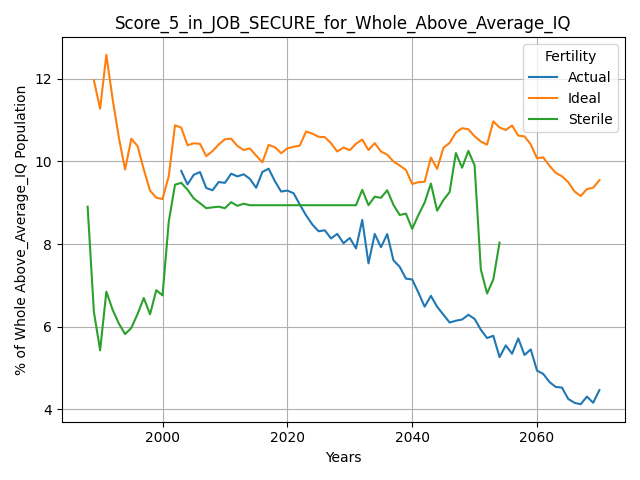 Score_5_in_JOB_SECURE_for_Whole_Above_Average_IQ
% of Whole Above_Average_IQ Population
12
10
8
6
4
Fertility
Actual
Ideal
Sterile
2000 2020 2040 2060
Years